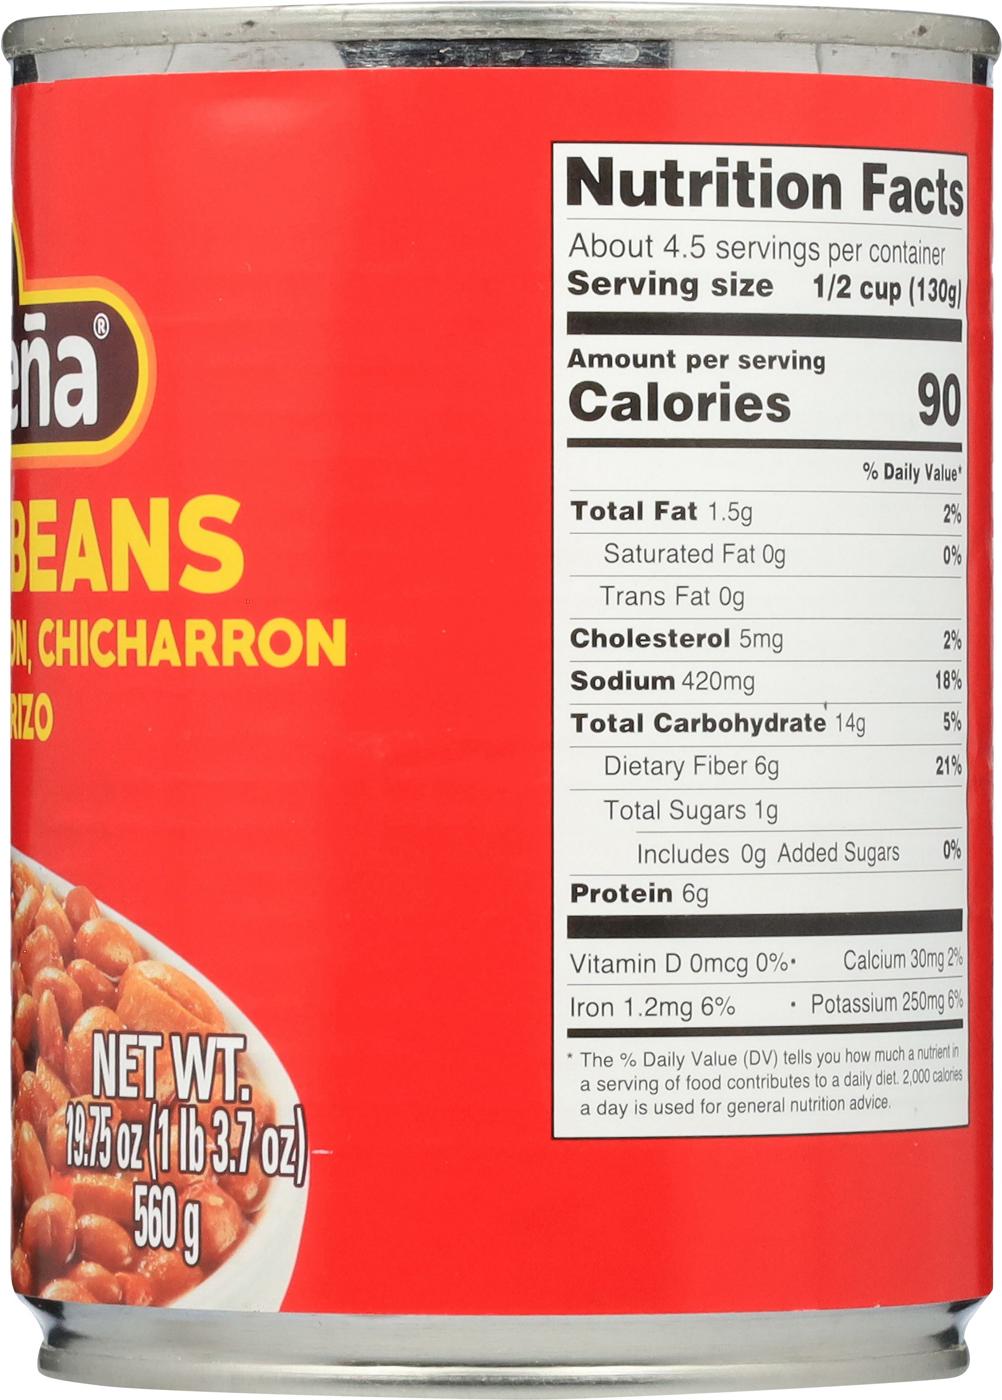 eña®
BEANS
ON, CHICHARRON
RIZO
NET WT.
19.75 oz (1 lb 3.7 oz)
560 g
Nutrition Facts
About 4.5 servings per container
Serving size 1/2 cup (130g)
Amount per serving
Calories 90
% Daily Value*
Total Fat 1.5g 2%
Saturated Fat 0g 0%
Trans Fat 0g
Cholesterol 5mg 2%
Sodium 420mg 18%
Total Carbohydrate 14g 5%
Dietary Fiber 6g 21%
Total Sugars 1g
Includes 0g Added Sugars 0%
Protein 6g
Vitamin D 0mcg 0% • Calcium 30mg 2%
Iron 1.2mg 6% • Potassium 250mg 6%
* The % Daily Value (DV) tells you how much a nutrient in
a serving of food contributes to a daily diet. 2,000 calories
a day is used for general nutrition advice.